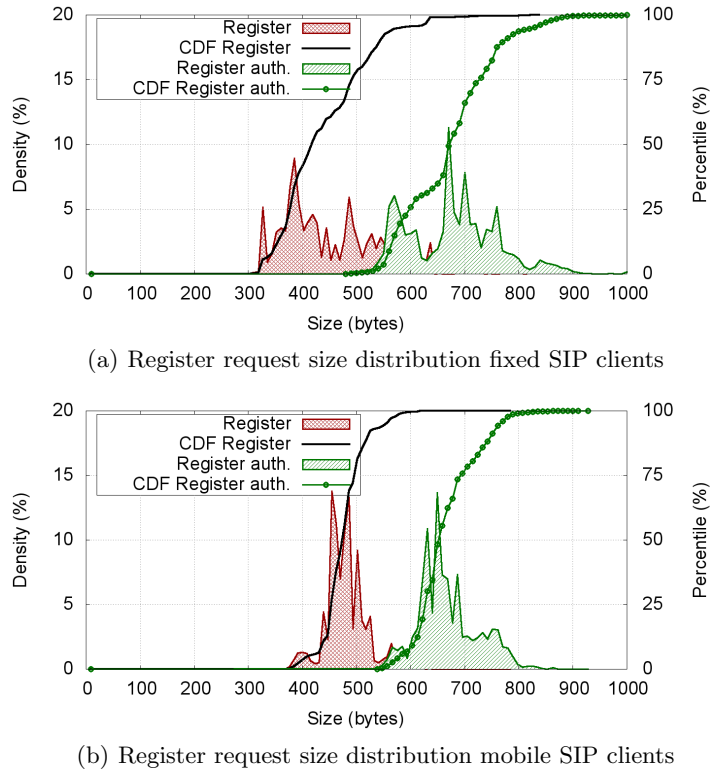 20
15
10
5
0
Density (%)
100
75
50
25
0
Percentile (%)
Register
CDF Register
Register auth.
CDF Register auth.
0 100 200 300 400 500 600 700 800 900 1000
Size (bytes)
(a) Register request size distribution fixed SIP clients
20
15
10
5
0
Density (%)
100
75
50
25
0
Percentile (%)
Register
CDF Register
Register auth.
CDF Register auth.
0 100 200 300 400 500 600 700 800 900 1000
Size (bytes)
(b) Register request size distribution mobile SIP clients